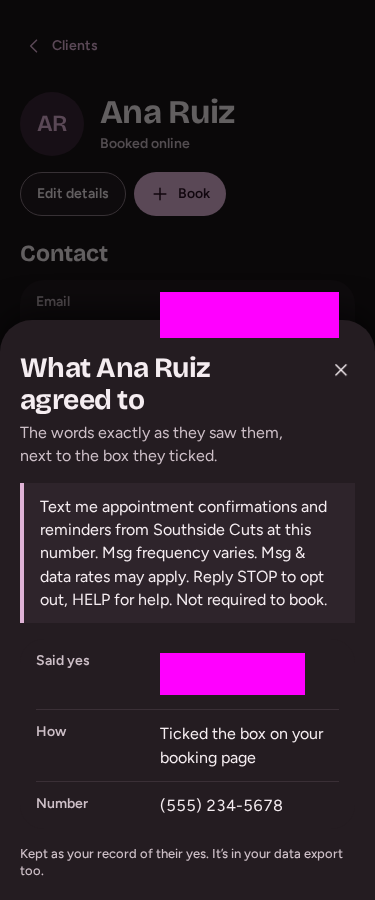 Clients
AR
Ana Ruiz
Booked online
Edit details
Book
Contact
Email
What Ana Ruiz
agreed to
The words exactly as they saw them,
next to the box they ticked.
Text me appointment confirmations and
reminders from Southside Cuts at this
number. Msg frequency varies. Msg &
data rates may apply. Reply STOP to opt
out, HELP for help. Not required to book.
Said yes
How
Ticked the box on your
booking page
Number
(555) 234-5678
Kept as your record of their yes. It’s in your data export
too.